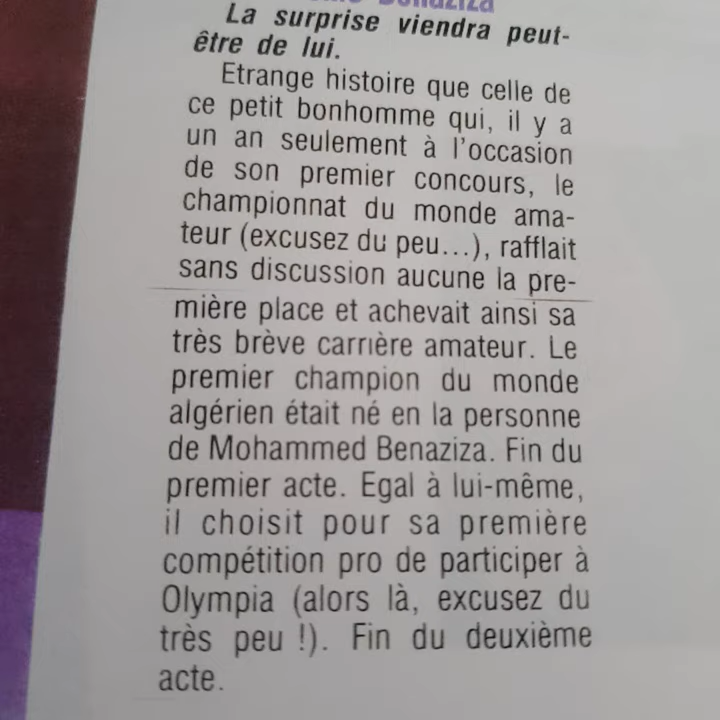 Benaziza
La surprise viendra peut-
être de lui.
Etrange histoire que celle de
ce petit bonhomme qui, il y a
un an seulement à l'occasion
de son premier concours, le
championnat du monde ama-
teur (excusez du peu...), rafflait
sans discussion aucune la pre-
mière place et achevait ainsi sa
très brève carrière amateur. Le
premier champion du monde
algérien était né en la personne
de Mohammed Benaziza. Fin du
premier acte. Egal à lui-même,
il choisit pour sa première
compétition pro de participer à
Olympia (alors là, excusez du
très peu !). Fin du deuxième
acte.